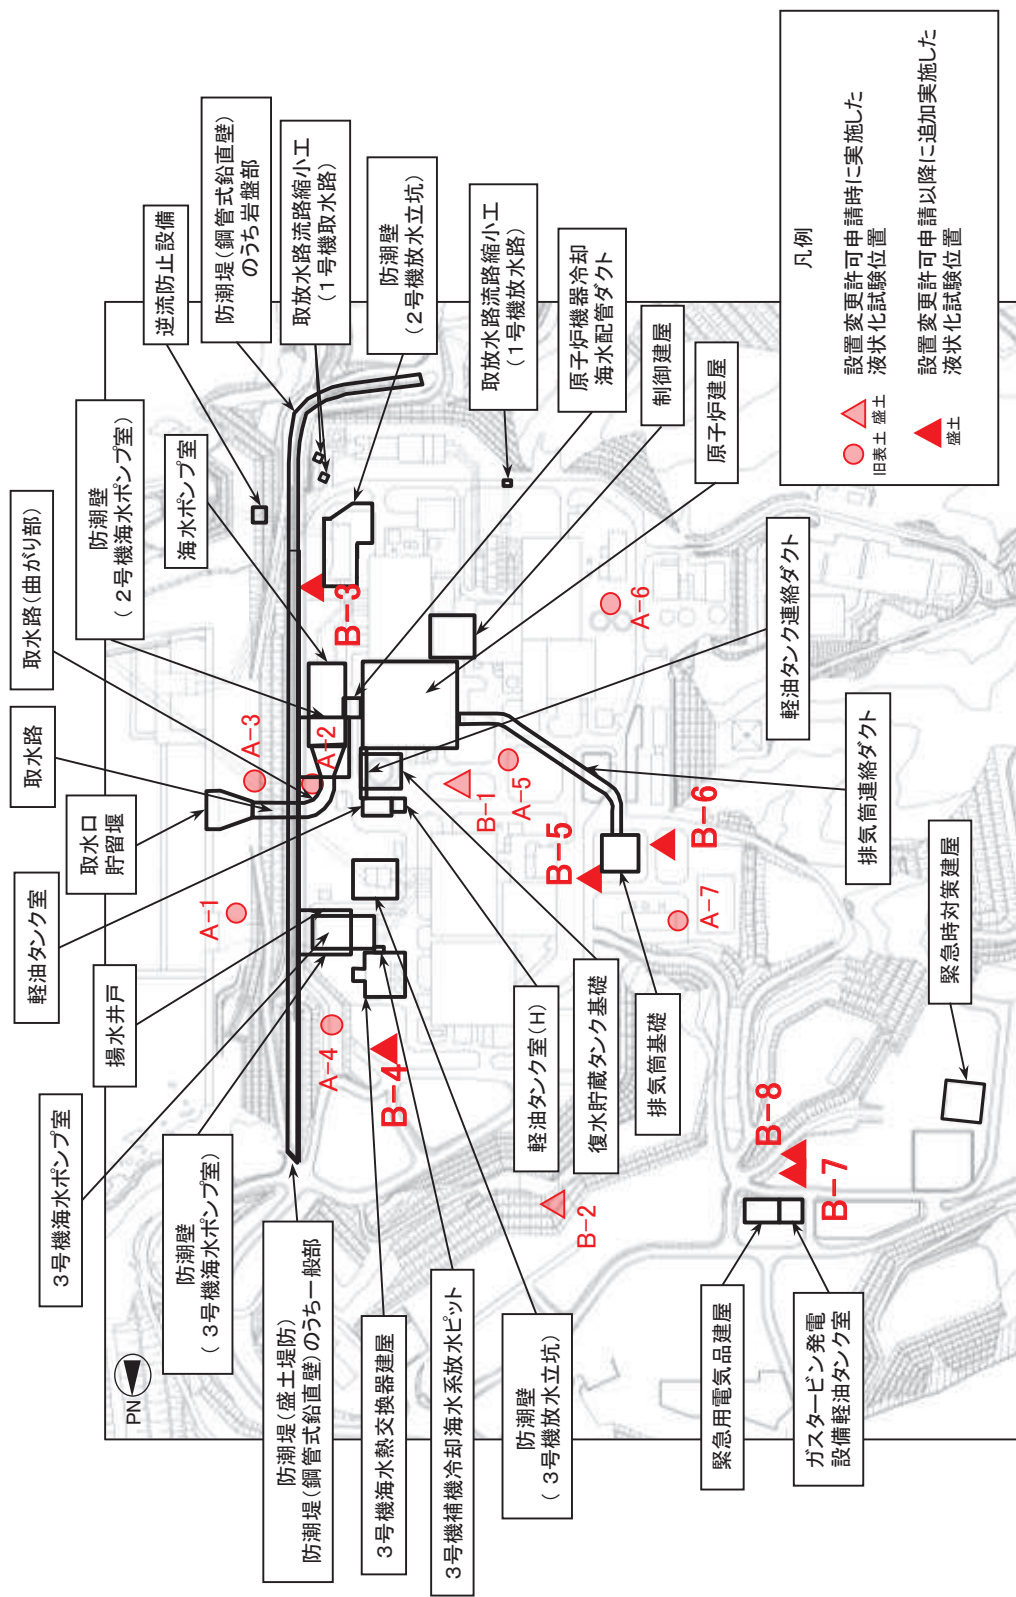 PN
3号機海水ポンプ室
揚水井戸
軽油タンク室
取水口
貯留堰
取水路
取水路(曲がり部)
防潮壁
(2号機海水ポンプ室)
海水ポンプ室
逆流防止設備
防潮堤(鋼管式鉛直壁)
のうち岩盤部
取放水路流路縮小工
(1号機取水路)
防潮壁
(2号機放水立坑)
取放水路流路縮小工
(1号機放水路)
原子炉機器冷却
海水配管ダクト
制御建屋
原子炉建屋
防潮壁
(3号機海水ポンプ室)
防潮堤(盛土堤防)
防潮堤(鋼管式鉛直壁)のうち一般部
3号機海水熱交換器建屋
3号機補機冷却海水系放水ピット
防潮壁
(3号機放水立坑)
軽油タンク室(H)
復水貯蔵タンク基礎
排気筒基礎
軽油タンク連絡ダクト
排気筒連絡ダクト
緊急時対策建屋
緊急用電気品建屋
ガスタービン発電
設備軽油タンク室
A-1
A-2
A-3
A-4
A-5
A-6
A-7
B-1
B-2
B-3
B-4
B-5
B-6
B-7
B-8
凡例
旧表土 盛土
設置変更許可申請時に実施した
液状化試験位置
盛土
設置変更許可申請以降に追加実施した
液状化試験位置